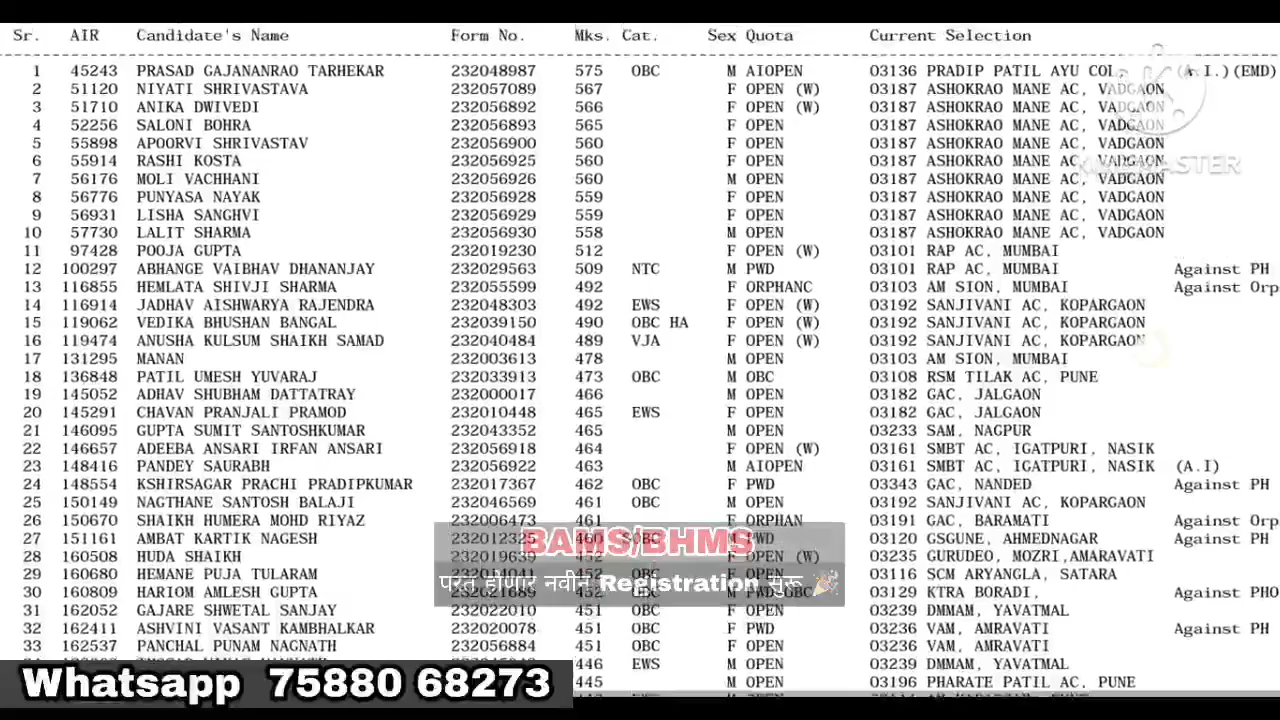 Sr. AIR Candidate's Name Form No. Mks. Cat. Sex Quota Current Selection
1 45243 PRASAD GAJANANRAO TARHEKAR 232048987 575 OBC M AIOPEN 03136 PRADIP PATIL AYU COL, (A.I.)(EMD)
2 51120 NIYATI SHRIVASTAVA 232057089 567 F OPEN (W) 03187 ASHOKRAO MANE AC, VADGAON
3 51710 ANIKA DWIVEDI 232056892 566 F OPEN (W) 03187 ASHOKRAO MANE AC, VADGAON
4 52256 SALONI BOHRA 232056893 565 F OPEN 03187 ASHOKRAO MANE AC, VADGAON
5 55898 APOORVI SHRIVASTAV 232056900 560 F OPEN 03187 ASHOKRAO MANE AC, VADGAON
6 55914 RASHI KOSTA 232056925 560 F OPEN 03187 ASHOKRAO MANE AC, VADGAON
7 56176 MOLI VACHHANI 232056926 560 M OPEN 03187 ASHOKRAO MANE AC, VADGAON
8 56776 PUNYASA NAYAK 232056928 559 F OPEN 03187 ASHOKRAO MANE AC, VADGAON
9 56931 LISHA SANGHVI 232056929 559 F OPEN 03187 ASHOKRAO MANE AC, VADGAON
10 57730 LALIT SHARMA 232056930 558 M OPEN 03187 ASHOKRAO MANE AC, VADGAON
11 97428 POOJA GUPTA 232019230 512 F OPEN (W) 03101 RAP AC, MUMBAI
12 100297 ABHANGE VAIBHAV DHANANJAY 232029563 509 NTC M PWD 03101 RAP AC, MUMBAI Against PH
13 116855 HEMLATA SHIVJI SHARMA 232055599 492 F ORPHANC 03103 AM SION, MUMBAI Against Orp
14 116914 JADHAV AISHWARYA RAJENDRA 232048303 492 EWS F OPEN (W) 03192 SANJIVANI AC, KOPARGAON
15 119062 VEDIKA BHUSHAN BANGAL 232039150 490 OBC HA F OPEN (W) 03192 SANJIVANI AC, KOPARGAON
16 119474 ANUSHA KULSUM SHAIKH SAMAD 232040484 489 VJA F OPEN (W) 03192 SANJIVANI AC, KOPARGAON
17 131295 MANAN 232003613 478 M OPEN 03103 AM SION, MUMBAI
18 136848 PATIL UMESH YUVARAJ 232033913 473 OBC M OBC 03108 RSM TILAK AC, PUNE
19 145052 ADHAV SHUBHAM DATTATRAY 232000017 466 M OPEN 03182 GAC, JALGAON
20 145291 CHAVAN PRANJALI PRAMOD 232010448 465 EWS F OPEN 03182 GAC, JALGAON
21 146095 GUPTA SUMIT SANTOSHKUMAR 232043352 465 M OPEN 03233 SAM, NAGPUR
22 146657 ADEEBA ANSARI IRFAN ANSARI 232056918 464 F OPEN (W) 03161 SMBT AC, IGATPURI, NASIK
23 148416 PANDEY SAURABH 232056922 463 M AIOPEN 03161 SMBT AC, IGATPURI, NASIK (A.I)
24 148554 KSHIRSAGAR PRACHI PRADIPKUMAR 232017367 462 OBC F PWD 03343 GAC, NANDED Against PH
25 150149 NAGTHANE SANTOSH BALAJI 232046569 461 OBC M OPEN 03192 SANJIVANI AC, KOPARGAON
26 150670 SHAIKH HUMERA MOHD RIYAZ 232006473 461 F ORPHAN 03191 GAC, BARAMATI Against Orp
27 151161 AMBAT KARTIK NAGESH 232012325 460 M PWD 03120 GSGUNE, AHMEDNAGAR Against PH
BAMS/BHMS
28 160508 HUDA SHAIKH 232019639 452 F OPEN (W) 03235 GURUDEO, MOZRI,AMARAVATI
29 160680 HEMANE PUJA TULARAM 452 OBC F OPEN 03116 SCM ARYANGLA, SATARA
परत होणार नवीन Registration सुरू 🎉
30 160809 HARIOM AMLESH GUPTA 232021689 452 M 03129 KTRA BORADI, Against PHO
31 162052 GAJARE SHWETAL SANJAY 232022010 451 OBC F OPEN 03239 DMMAM, YAVATMAL
32 162411 ASHVINI VASANT KAMBHALKAR 232020078 451 OBC F PWD 03236 VAM, AMRAVATI Against PH
33 162537 PANCHAL PUNAM NAGNATH 232056884 451 OBC F OPEN 03236 VAM, AMRAVATI
446 EWS M OPEN 03239 DMMAM, YAVATMAL
445 M OPEN 03196 PHARATE PATIL AC, PUNE
Whatsapp 75880 68273